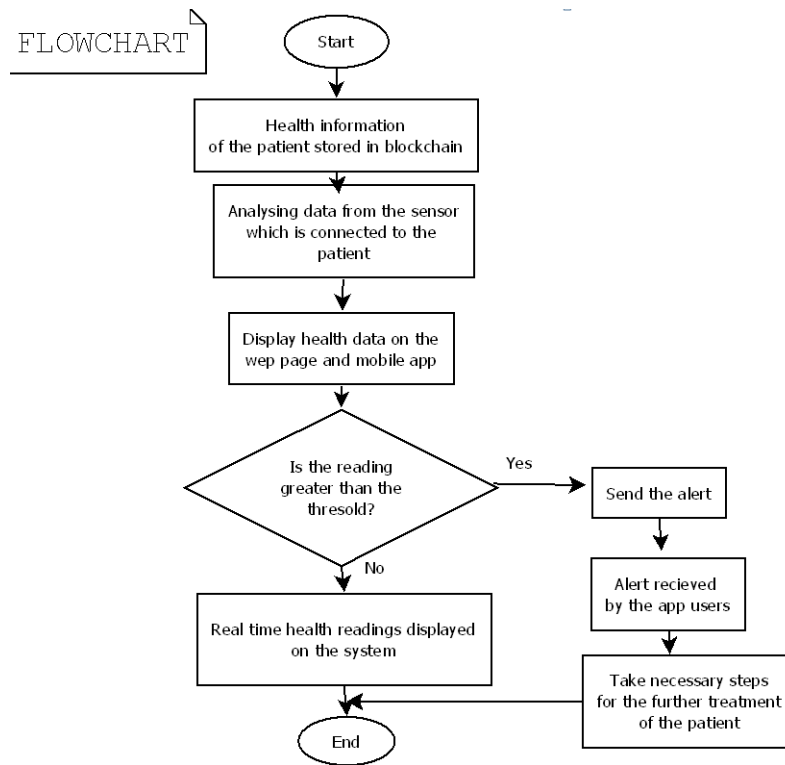 FLOWCHART
Start
Health information
of the patient stored in blockchain
Analysing data from the sensor
which is connected to the
patient
Display health data on the
wep page and mobile app
Is the reading
greater than the
thresold?
Yes
Send the alert
No
Alert recieved
by the app users
Real time health readings displayed
on the system
Take necessary steps
for the further treatment
of the patient
End